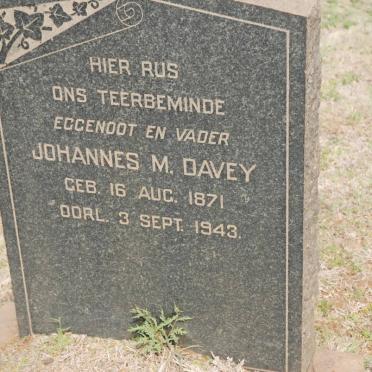 HIER RUS
ONS TEERBEMINDE
EGGENOOT EN VADER
JOHANNES M. DAVEY
GEB. 16 AUG. 1871
OORL. 3 SEPT. 1943.